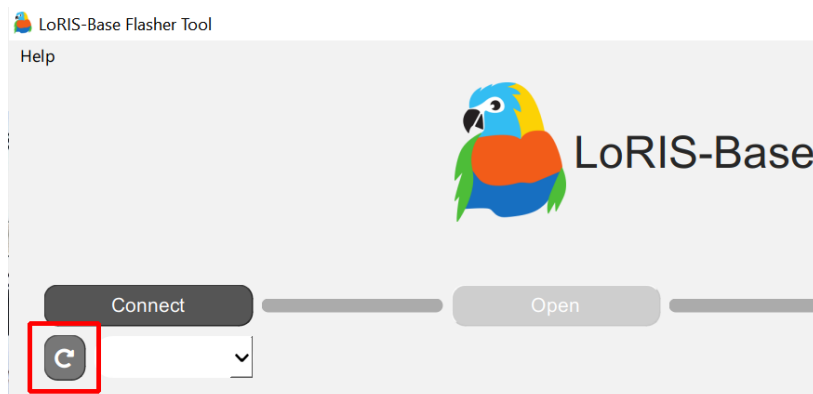 LoRIS-Base Flasher Tool
Help
LoRIS-Base
Connect
Open